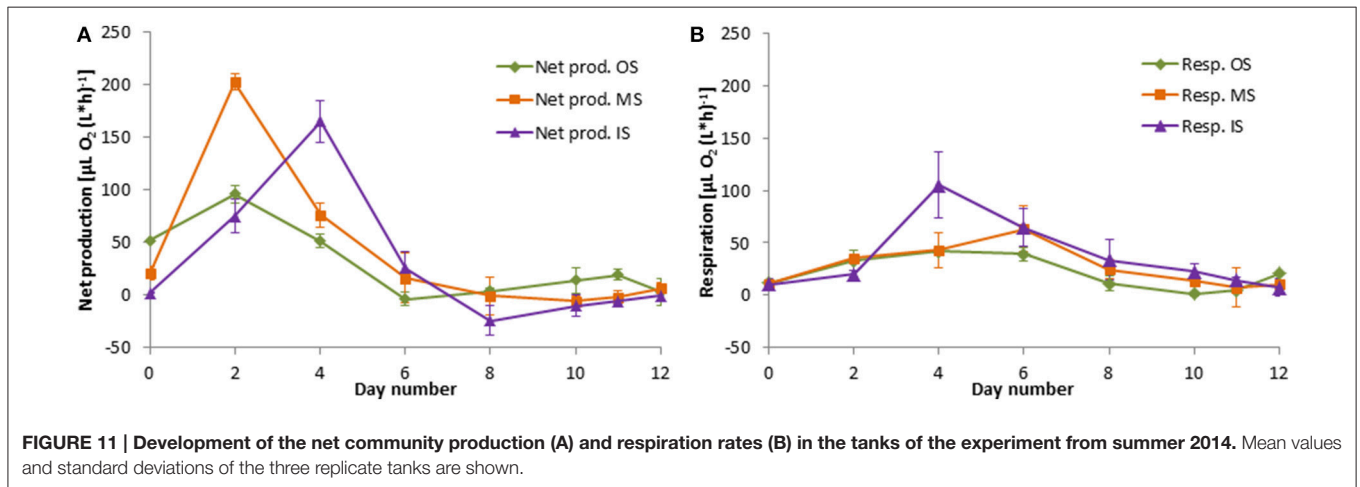 A
250
200
150
100
50
0
-50
Net production [µL O₂ (L*h)⁻¹]
Net prod. OS
Net prod. MS
Net prod. IS
0 2 4 6 8 10 12
Day number
B
250
200
150
100
50
0
-50
Respiration [µL O₂ (L*h)⁻¹]
Resp. OS
Resp. MS
Resp. IS
0 2 4 6 8 10 12
Day number
FIGURE 11 | Development of the net community production (A) and respiration rates (B) in the tanks of the experiment from summer 2014. Mean values
and standard deviations of the three replicate tanks are shown.